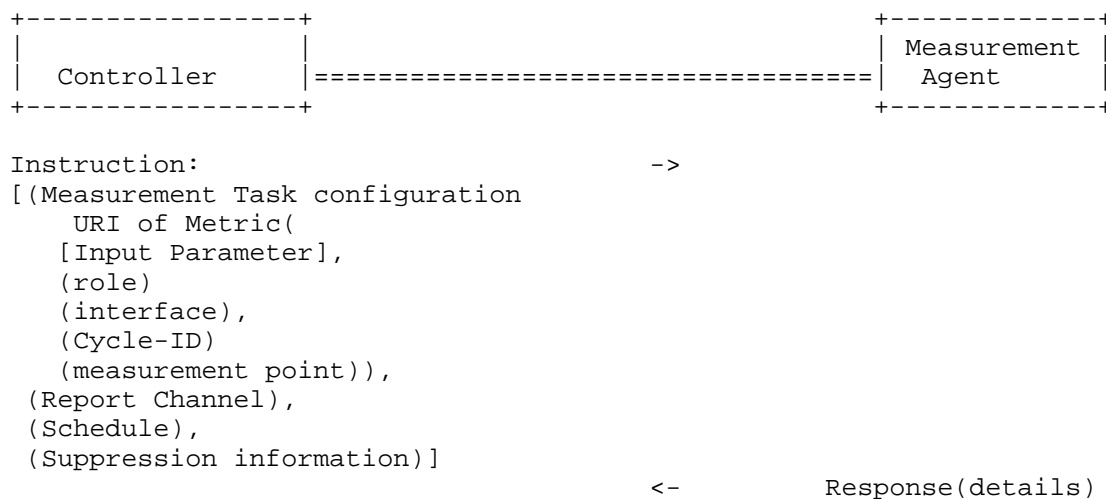 +-----------------+                                   +-------------+
|                 |                                   | Measurement |
|  Controller     |===================================|  Agent      |
+-----------------+                                   +-------------+

Instruction:                            ->
[(Measurement Task configuration
    URI of Metric(
   [Input Parameter],
   (role)
   (interface),
   (Cycle-ID)
   (measurement point)),
 (Report Channel),
 (Schedule),
 (Suppression information)]
                                        <-         Response(details)